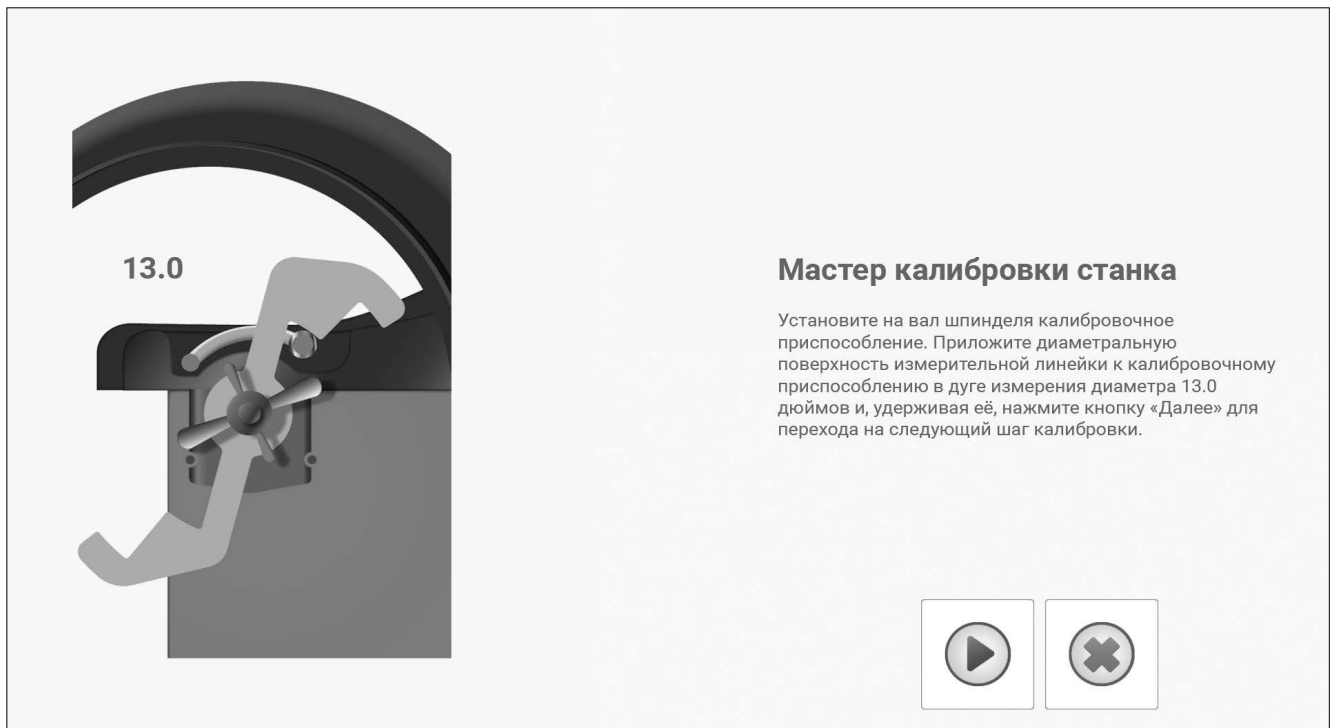 13.0
Мастер калибровки станка
Установите на вал шпинделя калибровочное
приспособление. Приложите диаметральную
поверхность измерительной линейки к калибровочному
приспособлению в дуге измерения диаметра 13.0
дюймов и, удерживая её, нажмите кнопку «Далее» для
перехода на следующий шаг калибровки.